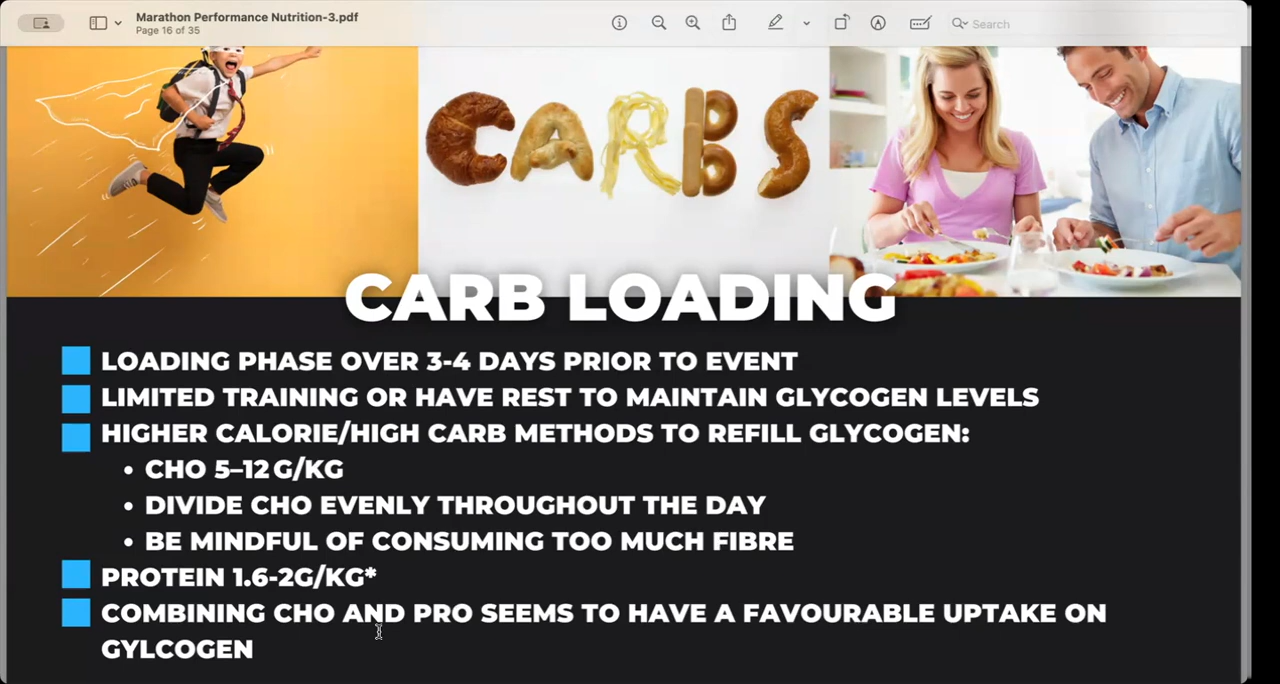 Marathon Performance Nutrition-3.pdf
Page 16 of 35
Search
CARBS
CARB LOADING
LOADING PHASE OVER 3-4 DAYS PRIOR TO EVENT
LIMITED TRAINING OR HAVE REST TO MAINTAIN GLYCOGEN LEVELS
HIGHER CALORIE/HIGH CARB METHODS TO REFILL GLYCOGEN:
• CHO 5–12 G/KG
• DIVIDE CHO EVENLY THROUGHOUT THE DAY
• BE MINDFUL OF CONSUMING TOO MUCH FIBRE
PROTEIN 1.6-2G/KG*
COMBINING CHO AND PRO SEEMS TO HAVE A FAVOURABLE UPTAKE ON
GYLCOGEN